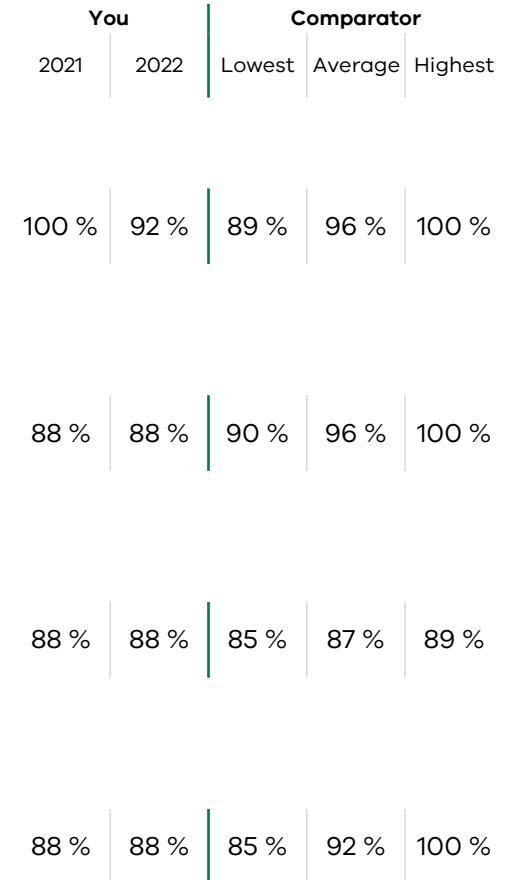 You Comparator
2021 2022 Lowest Average Highest
100 % 92 % 89 % 96 % 100 %
88 % 88 % 90 % 96 % 100 %
88 % 88 % 85 % 87 % 89 %
88 % 88 % 85 % 92 % 100 %